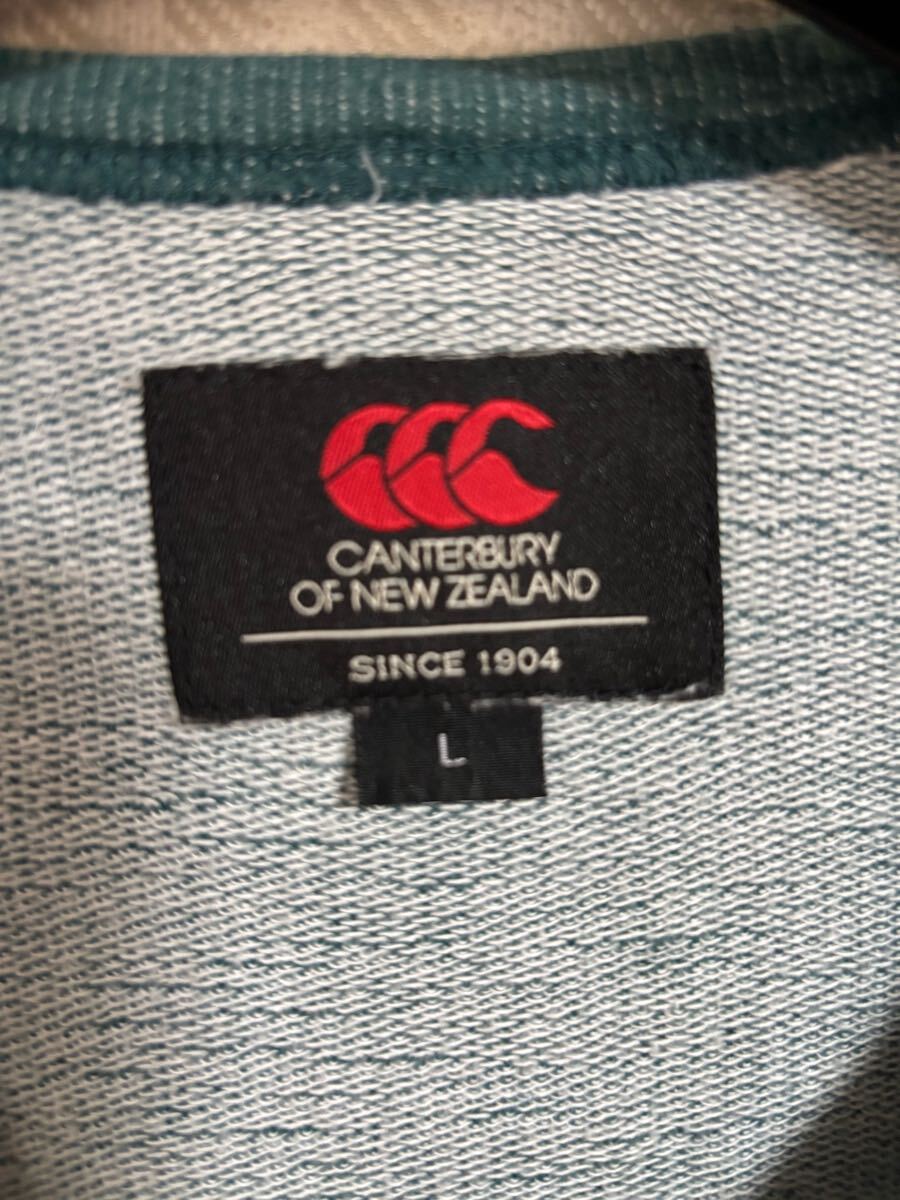 CANTERBURY
OF NEW ZEALAND
SINCE 1904
L